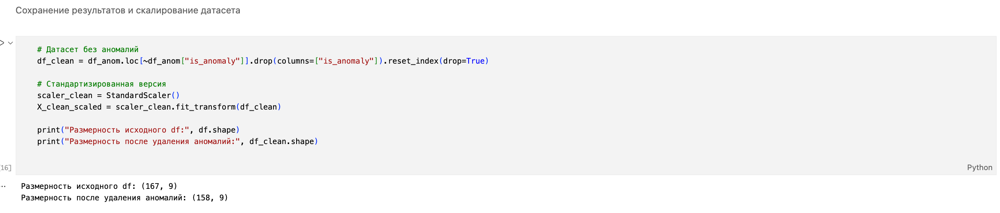 Сохранение результатов и скалирование датасета
# Датасет без аномалий
df_clean = df_anom.loc[~df_anom["is_anomaly"]].drop(columns=["is_anomaly"]).reset_index(drop=True)
# Стандартизированная версия
scaler_clean = StandardScaler()
X_clean_scaled = scaler_clean.fit_transform(df_clean)
print("Размерность исходного df:", df.shape)
print("Размерность после удаления аномалий:", df_clean.shape)
16]
Python
Размерность исходного df: (167, 9)
Размерность после удаления аномалий: (158, 9)